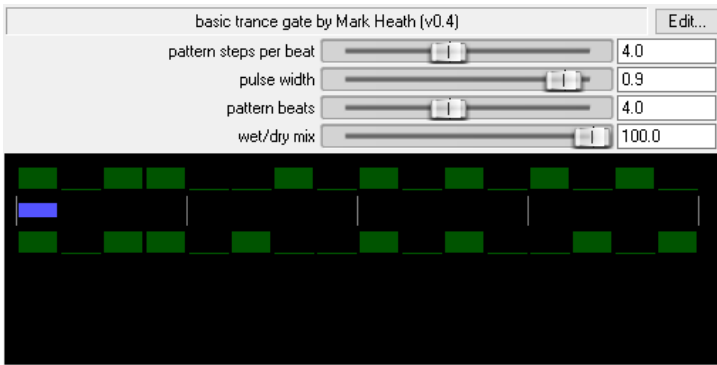 basic trance gate by Mark Heath (v0.4) Edit...
pattern steps per beat 4.0
pulse width 0.9
pattern beats 4.0
wet/dry mix 100.0